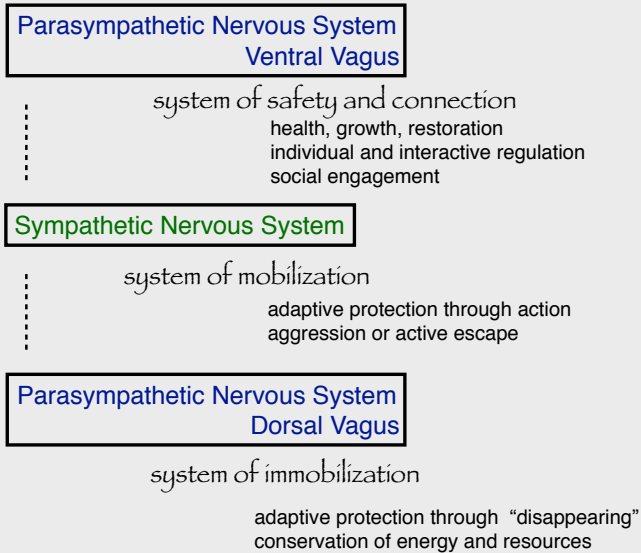 Parasympathetic Nervous System
Ventral Vagus
system of safety and connection
health, growth, restoration
individual and interactive regulation
social engagement
Sympathetic Nervous System
system of mobilization
adaptive protection through action
aggression or active escape
Parasympathetic Nervous System
Dorsal Vagus
system of immobilization
adaptive protection through “disappearing”
conservation of energy and resources